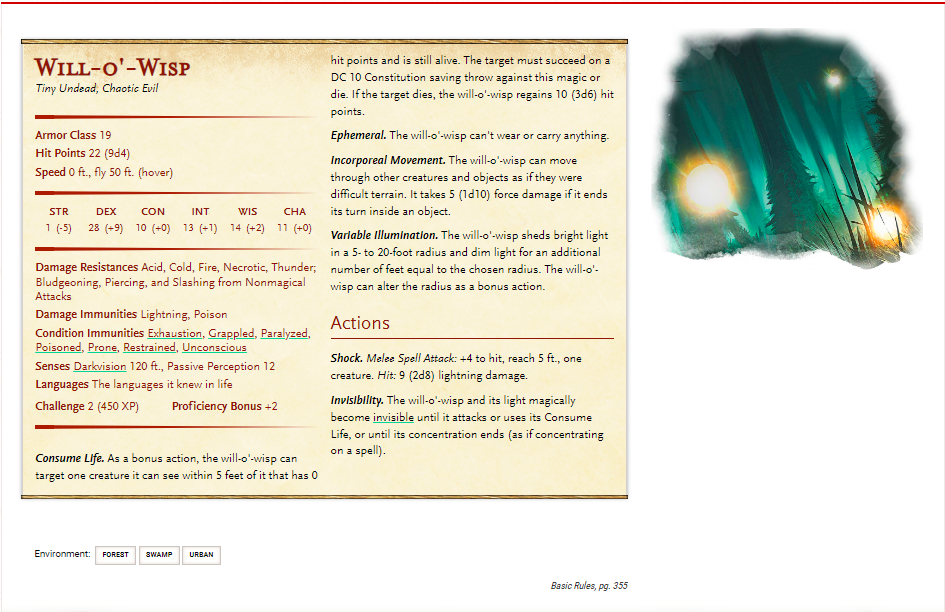 Will-o'-Wisp
Tiny Undead, Chaotic Evil
Armor Class 19
Hit Points 22 (9d4)
Speed 0 ft., fly 50 ft. (hover)
STR DEX CON INT WIS CHA
1 (-5) 28 (+9) 10 (+0) 13 (+1) 14 (+2) 11 (+0)
Damage Resistances Acid, Cold, Fire, Necrotic, Thunder;
Bludgeoning, Piercing, and Slashing from Nonmagical
Attacks
Damage Immunities Lightning, Poison
Condition Immunities Exhaustion, Grappled, Paralyzed,
Poisoned, Prone, Restrained, Unconscious
Senses Darkvision 120 ft., Passive Perception 12
Languages The languages it knew in life
Challenge 2 (450 XP) Proficiency Bonus +2
Consume Life. As a bonus action, the will-o'-wisp can
target one creature it can see within 5 feet of it that has 0
hit points and is still alive. The target must succeed on a
DC 10 Constitution saving throw against this magic or
die. If the target dies, the will-o'-wisp regains 10 (3d6) hit
points.
Ephemeral. The will-o'-wisp can't wear or carry anything.
Incorporeal Movement. The will-o'-wisp can move
through other creatures and objects as if they were
difficult terrain. It takes 5 (1d10) force damage if it ends
its turn inside an object.
Variable Illumination. The will-o'-wisp sheds bright light
in a 5- to 20-foot radius and dim light for an additional
number of feet equal to the chosen radius. The will-o'-
wisp can alter the radius as a bonus action.
Actions
Shock. Melee Spell Attack: +4 to hit, reach 5 ft., one
creature. Hit: 9 (2d8) lightning damage.
Invisibility. The will-o'-wisp and its light magically
become invisible until it attacks or uses its Consume
Life, or until its concentration ends (as if concentrating
on a spell).
Environment: FOREST SWAMP URBAN
Basic Rules, pg. 355